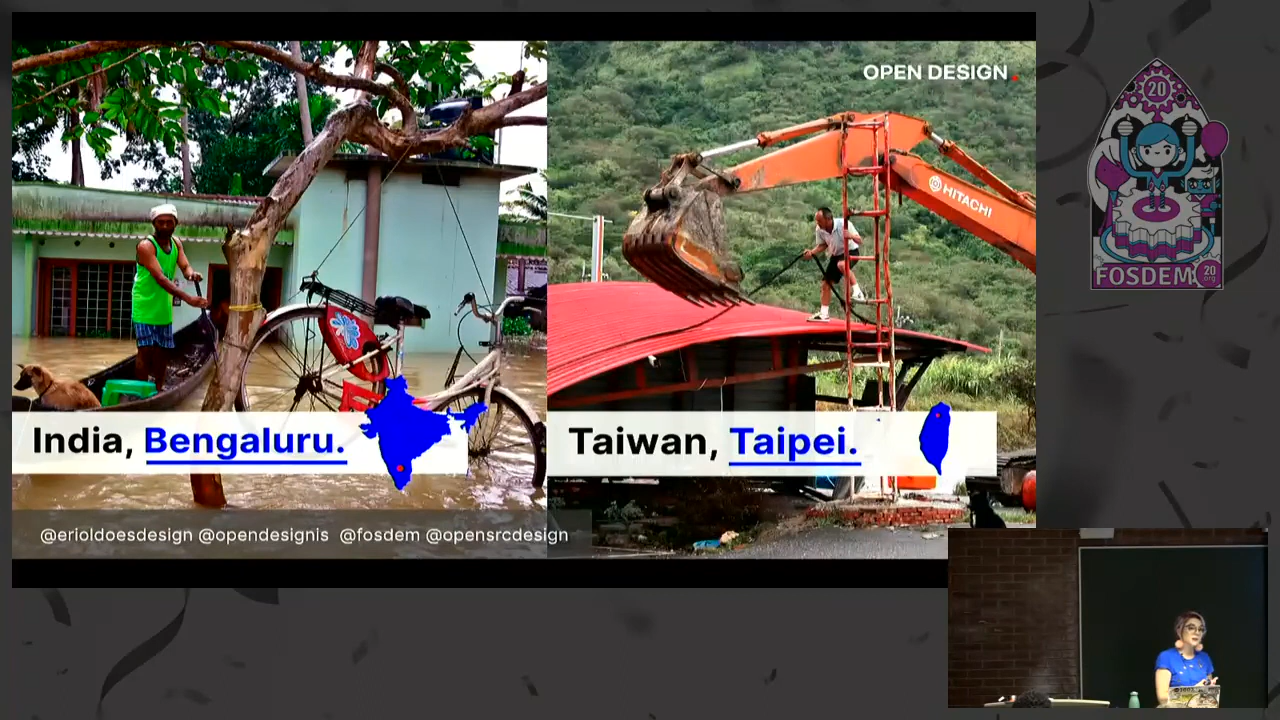 OPEN DESIGN.
HITACHI
India, Bengaluru.
Taiwan, Taipei.
@erioldoesdesign @opendesignis @fosdem @opensrcdesign
20
FOSDEM
20
.org